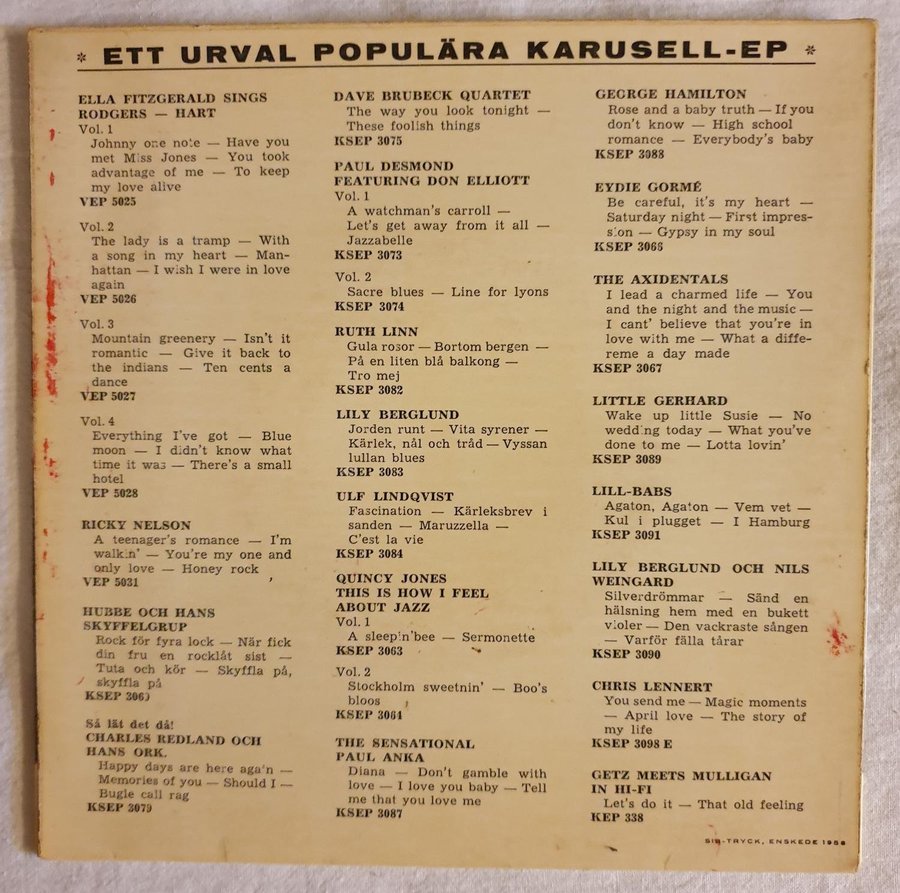 * ETT URVAL POPULÄRA KARUSELL-EP *
ELLA FITZGERALD SINGS
RODGERS — HART
Vol. 1
Johnny one note — Have you
met Miss Jones — You took
advantage of me — To keep
my love alive
VEP 5025
Vol. 2
The lady is a tramp — With
a song in my heart — Man-
hattan — I wish I were in love
again
VEP 5026
Vol. 3
Mountain greenery — Isn't it
romantic — Give it back to
the indians — Ten cents a
dance
VEP 5027
Vol. 4
Everything I've got — Blue
moon — I didn't know what
time it was — There's a small
hotel
VEP 5028
RICKY NELSON
A teenager's romance — I'm
walkin' — You're my one and
only love — Honey rock
VEP 5031
HUBBE OCH HANS
SKYFFELGRUP
Rock för fyra lock — När fick
din fru en rocklåt sist —
Tuta och kör — Skyffla på,
skyffla på
KSEP
Så lät det då!
CHARLES REDLAND OCH
HANS ORK.
Happy days are here again —
Memories of you — Should I —
Bugle call rag
KSEP 3079
DAVE BRUBECK QUARTET
The way you look tonight —
These foolish things
KSEP 3075
PAUL DESMOND
FEATURING DON ELLIOTT
Vol. 1
A watchman's carroll —
Let's get away from it all —
Jazzabelle
KSEP 3073
Vol. 2
Sacre blues — Line for lyons
KSEP 3074
RUTH LINN
Gula rosor — Bortom bergen —
På en liten blå balkong —
Tro mej
KSEP 3082
LILY BERGLUND
Jorden runt — Vita syrener —
Kärlek, nål och tråd — Vyssan
lullan blues
KSEP 3083
ULF LINDQVIST
Fascination — Kärleksbrev i
sanden — Maruzzella —
C'est la vie
KSEP 3084
QUINCY JONES
THIS IS HOW I FEEL
ABOUT JAZZ
Vol. 1
A sleepin'bee — Sermonette
KSEP 3063
Vol. 2
Stockholm sweetnin' — Boo's
bloos
KSEP 3064
THE SENSATIONAL
PAUL ANKA
Diana — Don't gamble with
love — I love you baby — Tell
me that you love me
KSEP 3087
GEORGE HAMILTON
Rose and a baby truth — If you
don't know — High school
romance — Everybody's baby
KSEP 3088
EYDIE GORMÉ
Be careful, it's my heart —
Saturday night — First impres-
sion — Gypsy in my soul
KSEP 3066
THE AXIDENTALS
I lead a charmed life — You
and the night and the music —
I cant' believe that you're in
love with me — What a diffe-
reme a day made
KSEP 3067
LITTLE GERHARD
Wake up little Susie — No
wedding today — What you've
done to me — Lotta lovin'
KSEP 3089
LILL-BABS
Agaton, Agaton — Vem vet —
Kul i plugget — I Hamburg
KSEP 3091
LILY BERGLUND OCH NILS
WEINGARD
Silverdrömmar — Sänd en
hälsning hem med en bukett
violer — Den vackraste sången
— Varför fälla tårar
KSEP 3090
CHRIS LENNERT
You send me — Magic moments
— April love — The story of
my life
KSEP 3098 E
GETZ MEETS MULLIGAN
IN HI-FI
Let's do it — That old feeling
KEP 338
SIB-TRYCK, ENSKEDE 1958